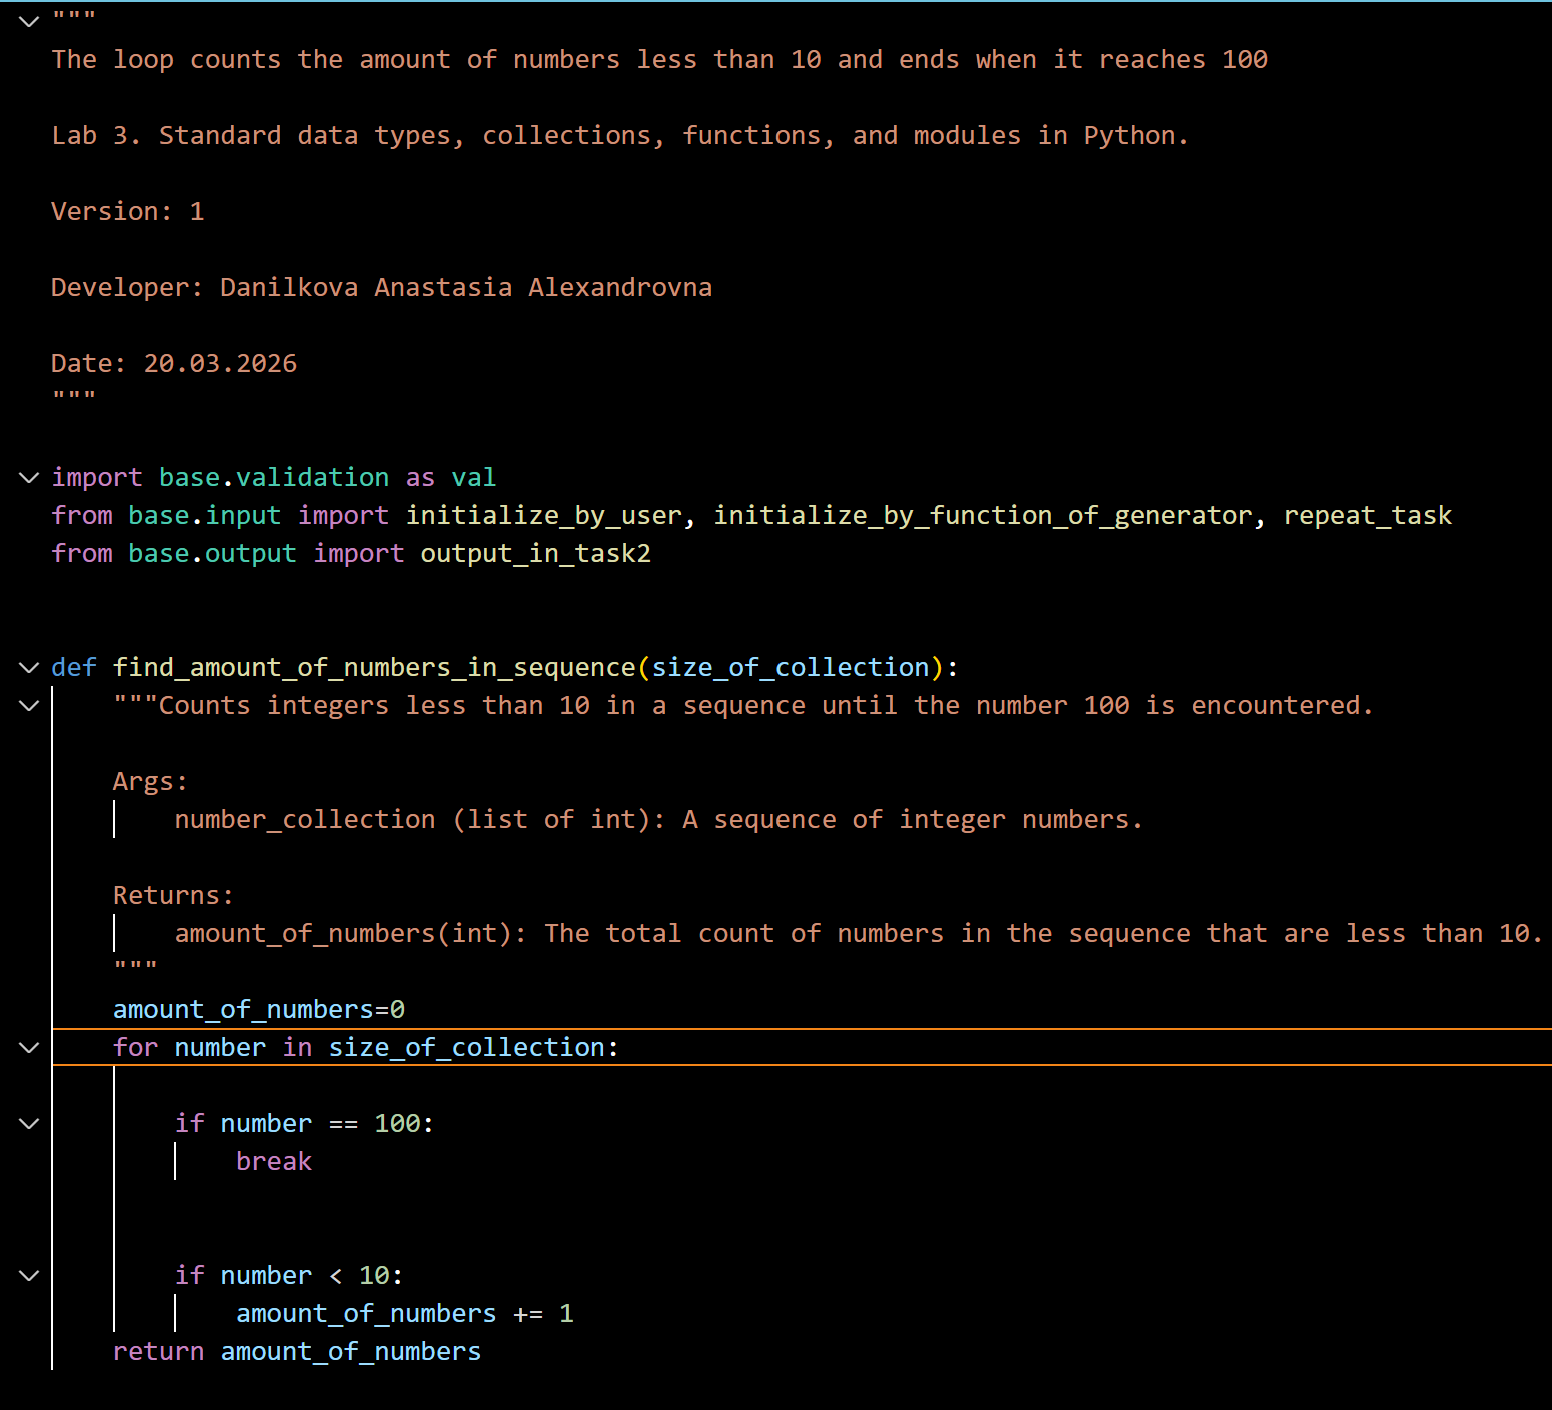 """
The loop counts the amount of numbers less than 10 and ends when it reaches 100
Lab 3. Standard data types, collections, functions, and modules in Python.
Version: 1
Developer: Danilkova Anastasia Alexandrovna
Date: 20.03.2026
"""
import base.validation as val
from base.input import initialize_by_user, initialize_by_function_of_generator, repeat_task
from base.output import output_in_task2
def find_amount_of_numbers_in_sequence(size_of_collection):
"""Counts integers less than 10 in a sequence until the number 100 is encountered.
Args:
number_collection (list of int): A sequence of integer numbers.
Returns:
amount_of_numbers(int): The total count of numbers in the sequence that are less than 10.
"""
amount_of_numbers=0
for number in size_of_collection:
if number == 100:
break
if number < 10:
amount_of_numbers += 1
return amount_of_numbers